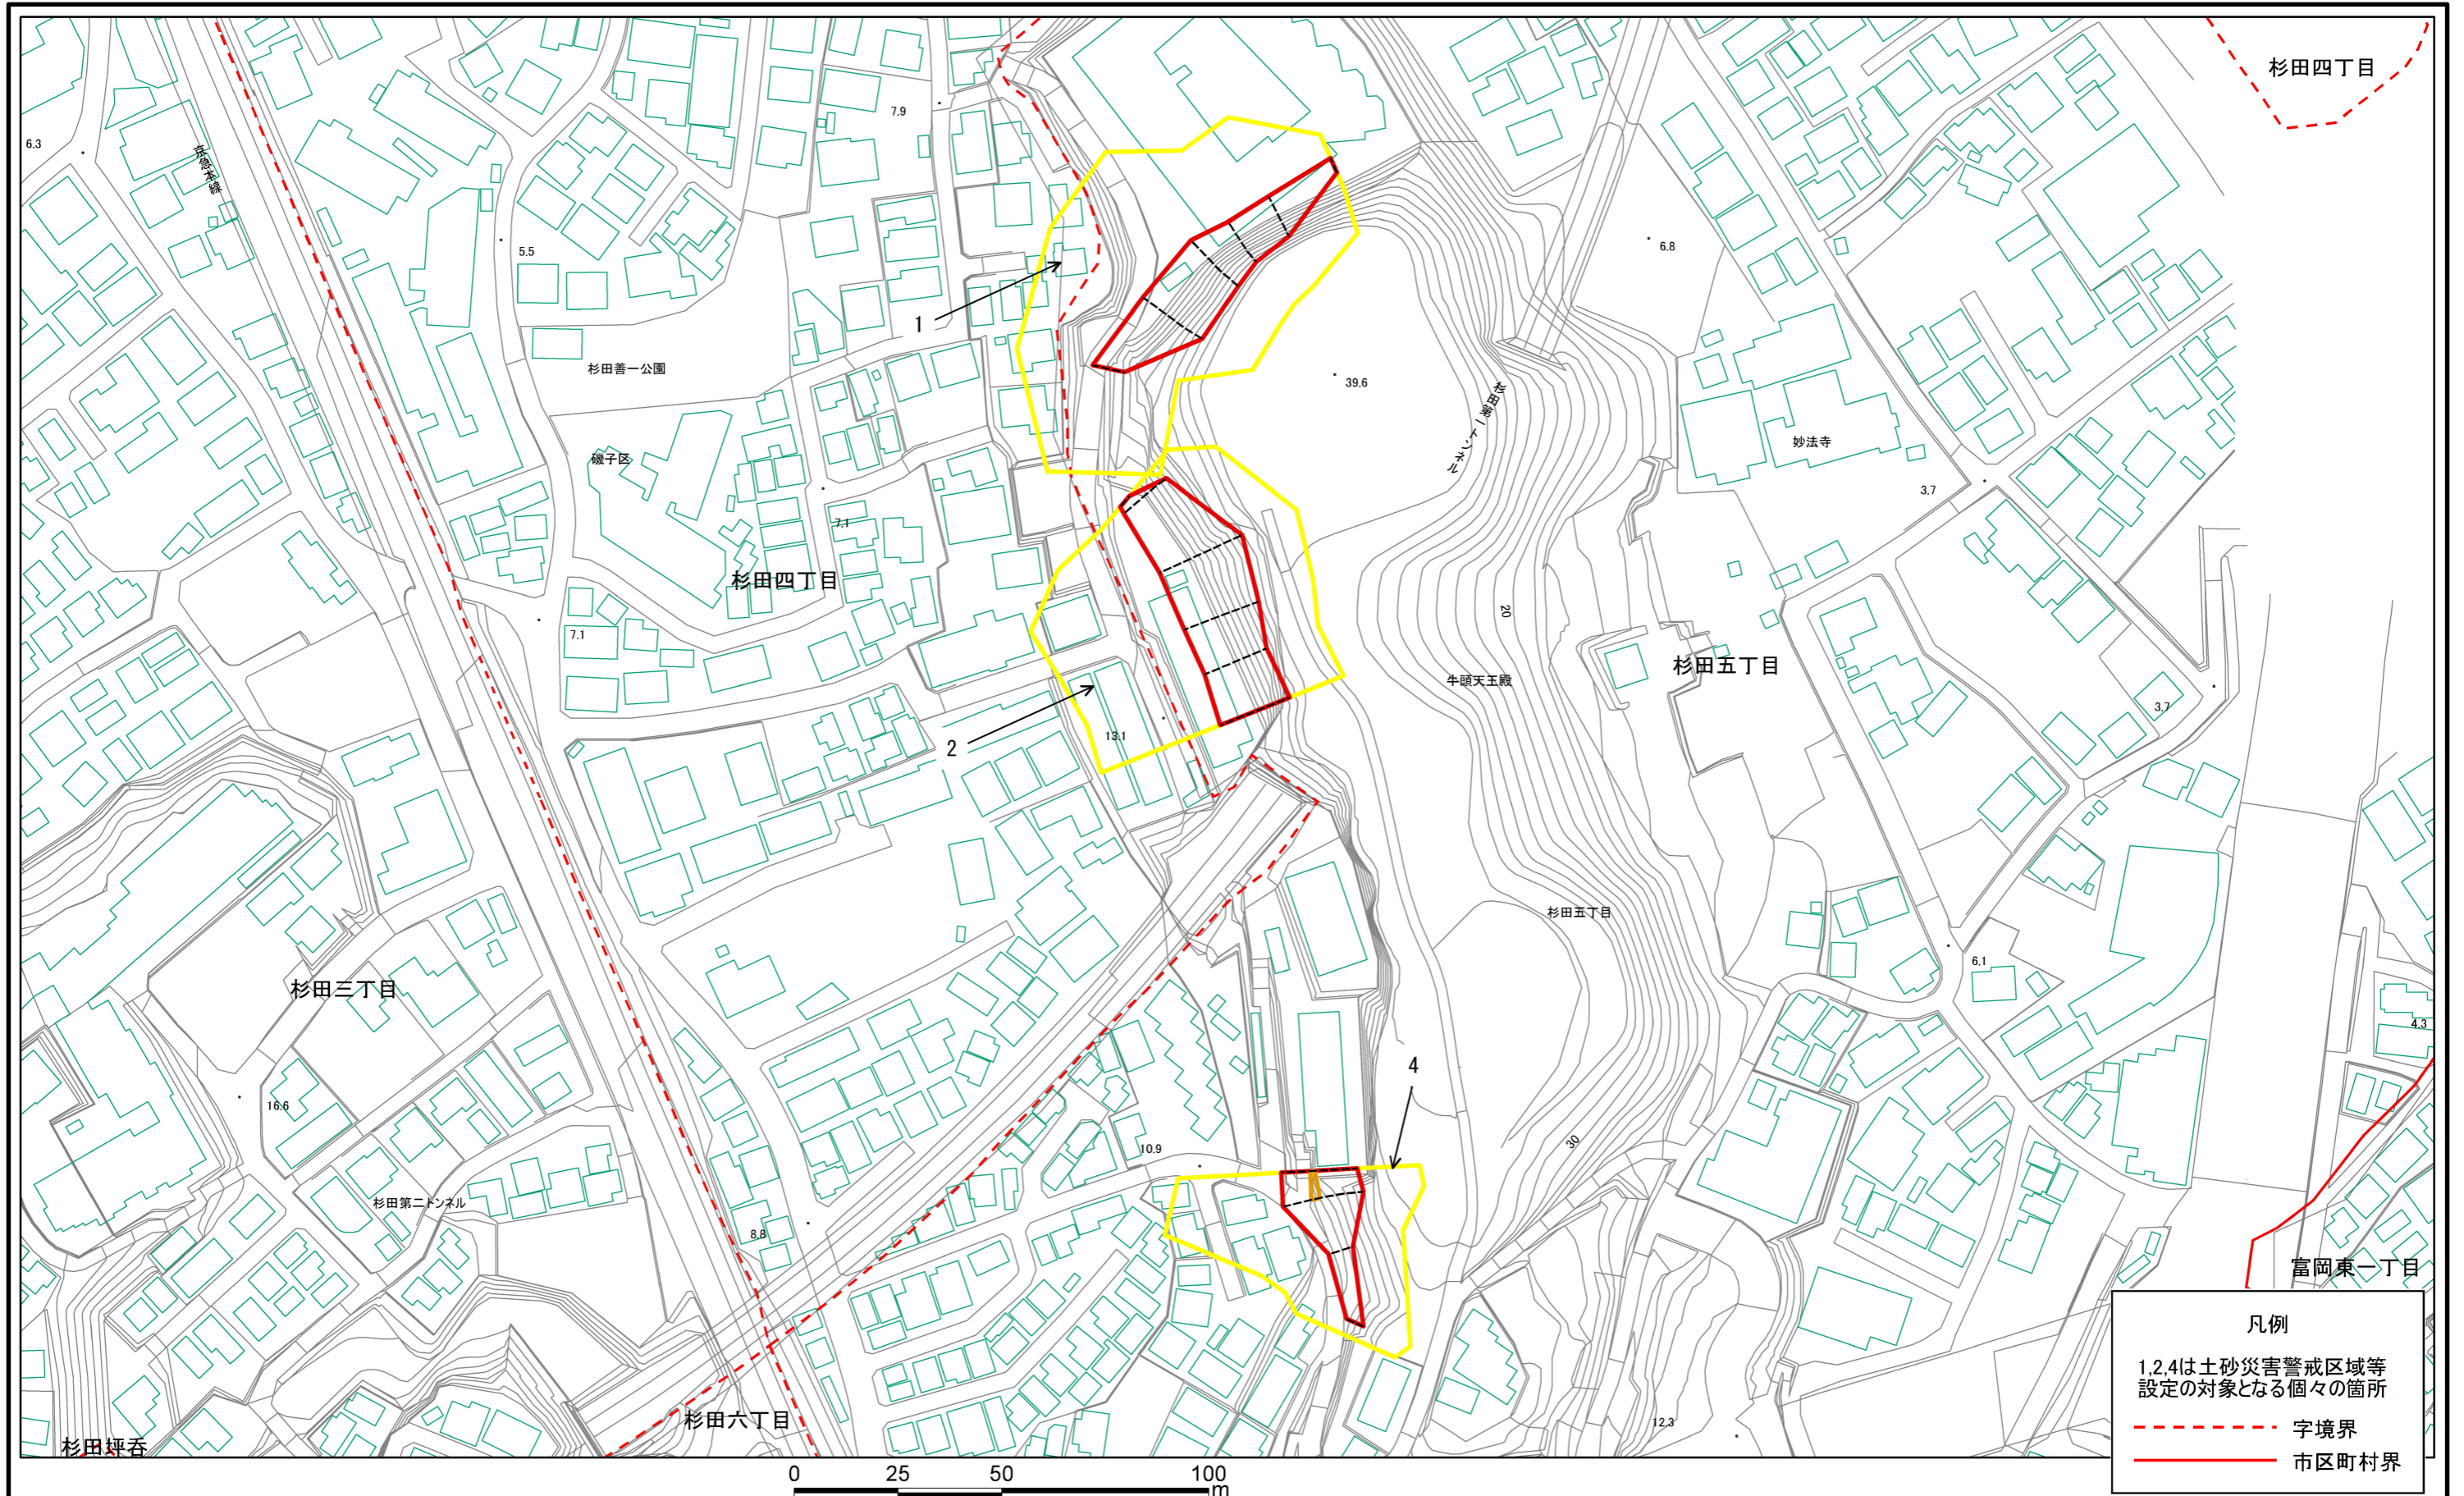 杉田四丁目
6.3
京急本線
7.9
5.5
6.8
1
杉田善一公園
39.6
杉田第一トンネル
磯子区
妙法寺
3.7
7.1
杉田四丁目
20
7.1
杉田五丁目
牛頭天王殿
3.7
13.1
2
杉田五丁目
6.1
杉田三丁目
4.3
4
16.6
10.9
30
杉田第二トンネル
8.8
富岡東一丁目
杉田六丁目
12.3
杉田坪呑
凡例
1,2,4は土砂災害警戒区域等
設定の対象となる個々の箇所
字境界
市区町村界
0 25 50 100
m